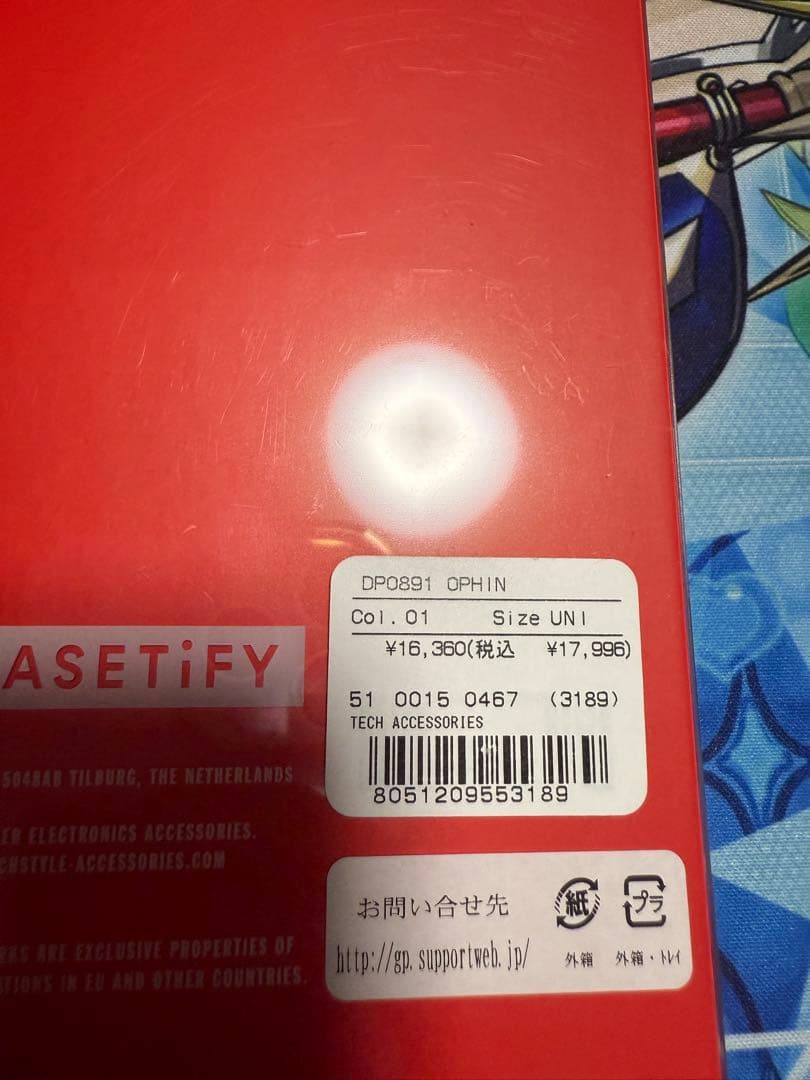 DP0891 OPHIN
Col.01 Size UNI
¥16,360(税込 ¥17,996)
51 0015 0467 (3189)
TECH ACCESSORIES
8051209553189
ASETiFY
5048AB TILBURG, THE NETHERLANDS
ER ELECTRONICS ACCESSORIES.
CHSTYLE-ACCESSORIES.COM
RKS ARE EXCLUSIVE PROPERTIES OF
ATIONS IN EU AND OTHER COUNTRIES.
お問い合せ先
http://gp.supportweb.jp/
紙 プラ
外箱 外箱・トレイ